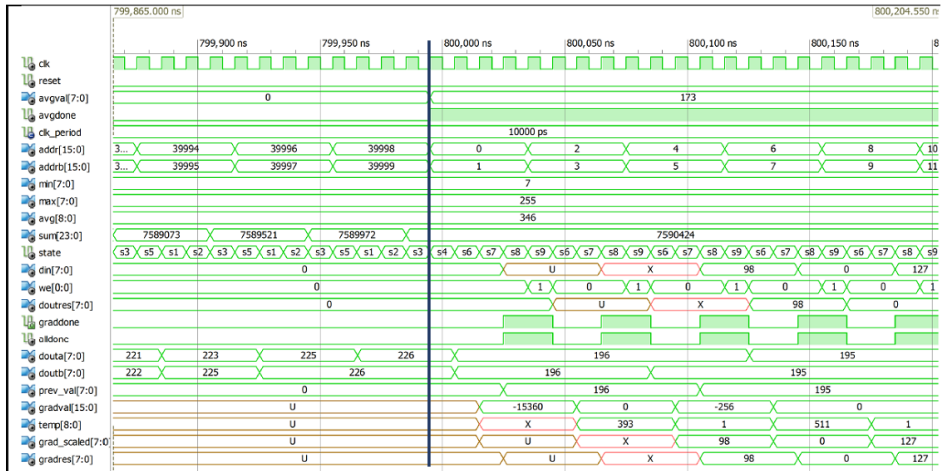 799,865.000 ns 800,204.550 ns
799,900 ns 799,950 ns 800,000 ns 800,050 ns 800,100 ns 800,150 ns 8
clk
reset
avgval[7:0] 0 173
avgdone
clk_period 10000 ps
addr[15:0] 3... 39994 39996 39998 0 2 4 6 8 10
addrb[15:0] 3... 39995 39997 39999 1 3 5 7 9 11
min[7:0] 7
max[7:0] 255
avg[8:0] 346
sum[23:0] 7589073 7589521 7589972 7590424
state s3 s5 s1 s2 s3 s5 s1 s2 s3 s5 s1 s2 s3 s4 s6 s7 s8 s9 s6 s7 s8 s9 s6 s7 s8 s9 s6 s7 s8 s9 s6 s7 s8 s9
din[7:0] 0 U X 98 0 127
we[0:0] 0 1 0 1 0 1 0 1 0 1
doutres[7:0] 0 U X 98 0
graddone
alldone
douta[7:0] 221 223 225 226 196 195
doutb[7:0] 222 225 226 196 195
prev_val[7:0] 0 196 195
gradval[15:0] U -15360 0 -256 0
temp[8:0] U X 393 1 511 1
grad_scaled[7:0 U U X 98 0 127
gradres[7:0] U U X 98 0 127